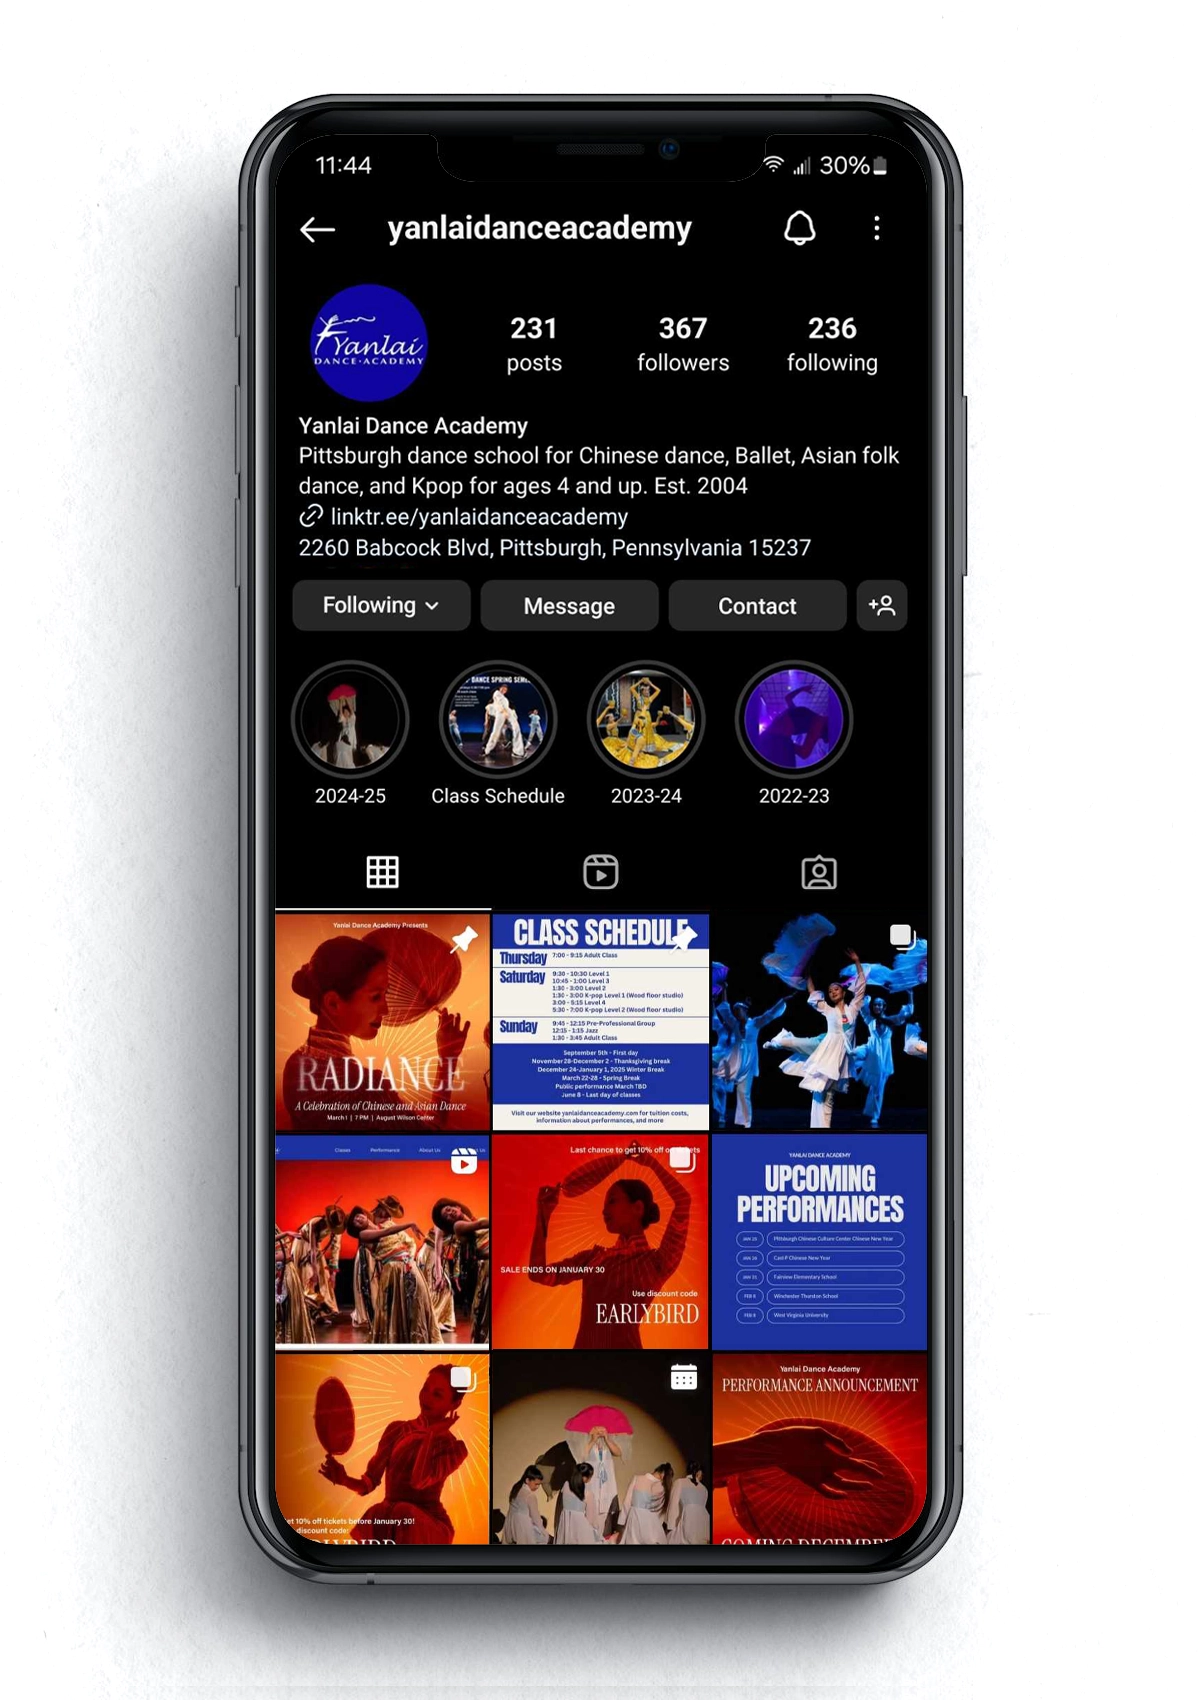 11:44
30%
yanlaidanceacademy
Yanlai
DANCE·ACADEMY
231
posts
367
followers
236
following
Yanlai Dance Academy
Pittsburgh dance school for Chinese dance, Ballet, Asian folk
dance, and Kpop for ages 4 and up. Est. 2004
linktr.ee/yanlaidanceacademy
2260 Babcock Blvd, Pittsburgh, Pennsylvania 15237
Following
Message
Contact
DANCE SPRING
2024-25
Class Schedule
2023-24
2022-23
Yanlai Dance Academy Presents
RADIANCE
A Celebration of Chinese and Asian Dance
March 1 | 7 PM | August Wilson Center
CLASS SCHEDULE
Thursday 7:00 - 9:15 Adult Class
Saturday 9:30 - 10:30 Level 1
10:45 - 1:00 Level 3
1:30 - 3:00 Level 2
1:30 - 3:00 K-pop Level 1 (Wood floor studio)
3:00 - 5:15 Level 4
5:30 - 7:00 K-pop Level 2 (Wood floor studio)
Sunday 9:45 - 12:15 Pre-Professional Group
12:15 - 1:15 Jazz
1:30 - 3:45 Adult Class
September 5th - First day
November 28-December 2 - Thanksgiving break
December 24-January 1, 2025 Winter Break
March 22-28 - Spring Break
Public performance March TBD
June 8 - Last day of classes
Visit our website yanlaidanceacademy.com for tuition costs,
information about performances, and more
Classes Performance About Us
Last chance to get 10% off on tickets
SALE ENDS ON JANUARY 30
Use discount code
EARLYBIRD
YANLAI DANCE ACADEMY
UPCOMING
PERFORMANCES
Pittsburgh Chinese Culture Center Chinese New Year
Chinese New Year
Fairview Elementary School
FEB 8 Winchester Thurston School
FEB 8 West Virginia University
et 10% off tickets before January 30!
discount code:
Yanlai Dance Academy
PERFORMANCE ANNOUNCEMENT
COMING DECEMBER